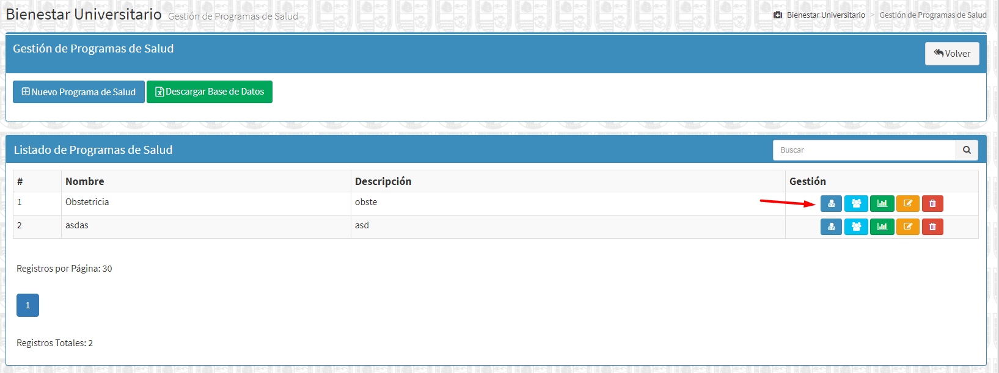 Bienestar Universitario Gestión de Programas de Salud
Bienestar Universitario > Gestión de Programas de Salud
Gestión de Programas de Salud
Volver
Nuevo Programa de Salud
Descargar Base de Datos
Listado de Programas de Salud
Buscar
# Nombre Descripción Gestión
1 Obstetricia obste
2 asdas asd
Registros por Página: 30
1
Registros Totales: 2